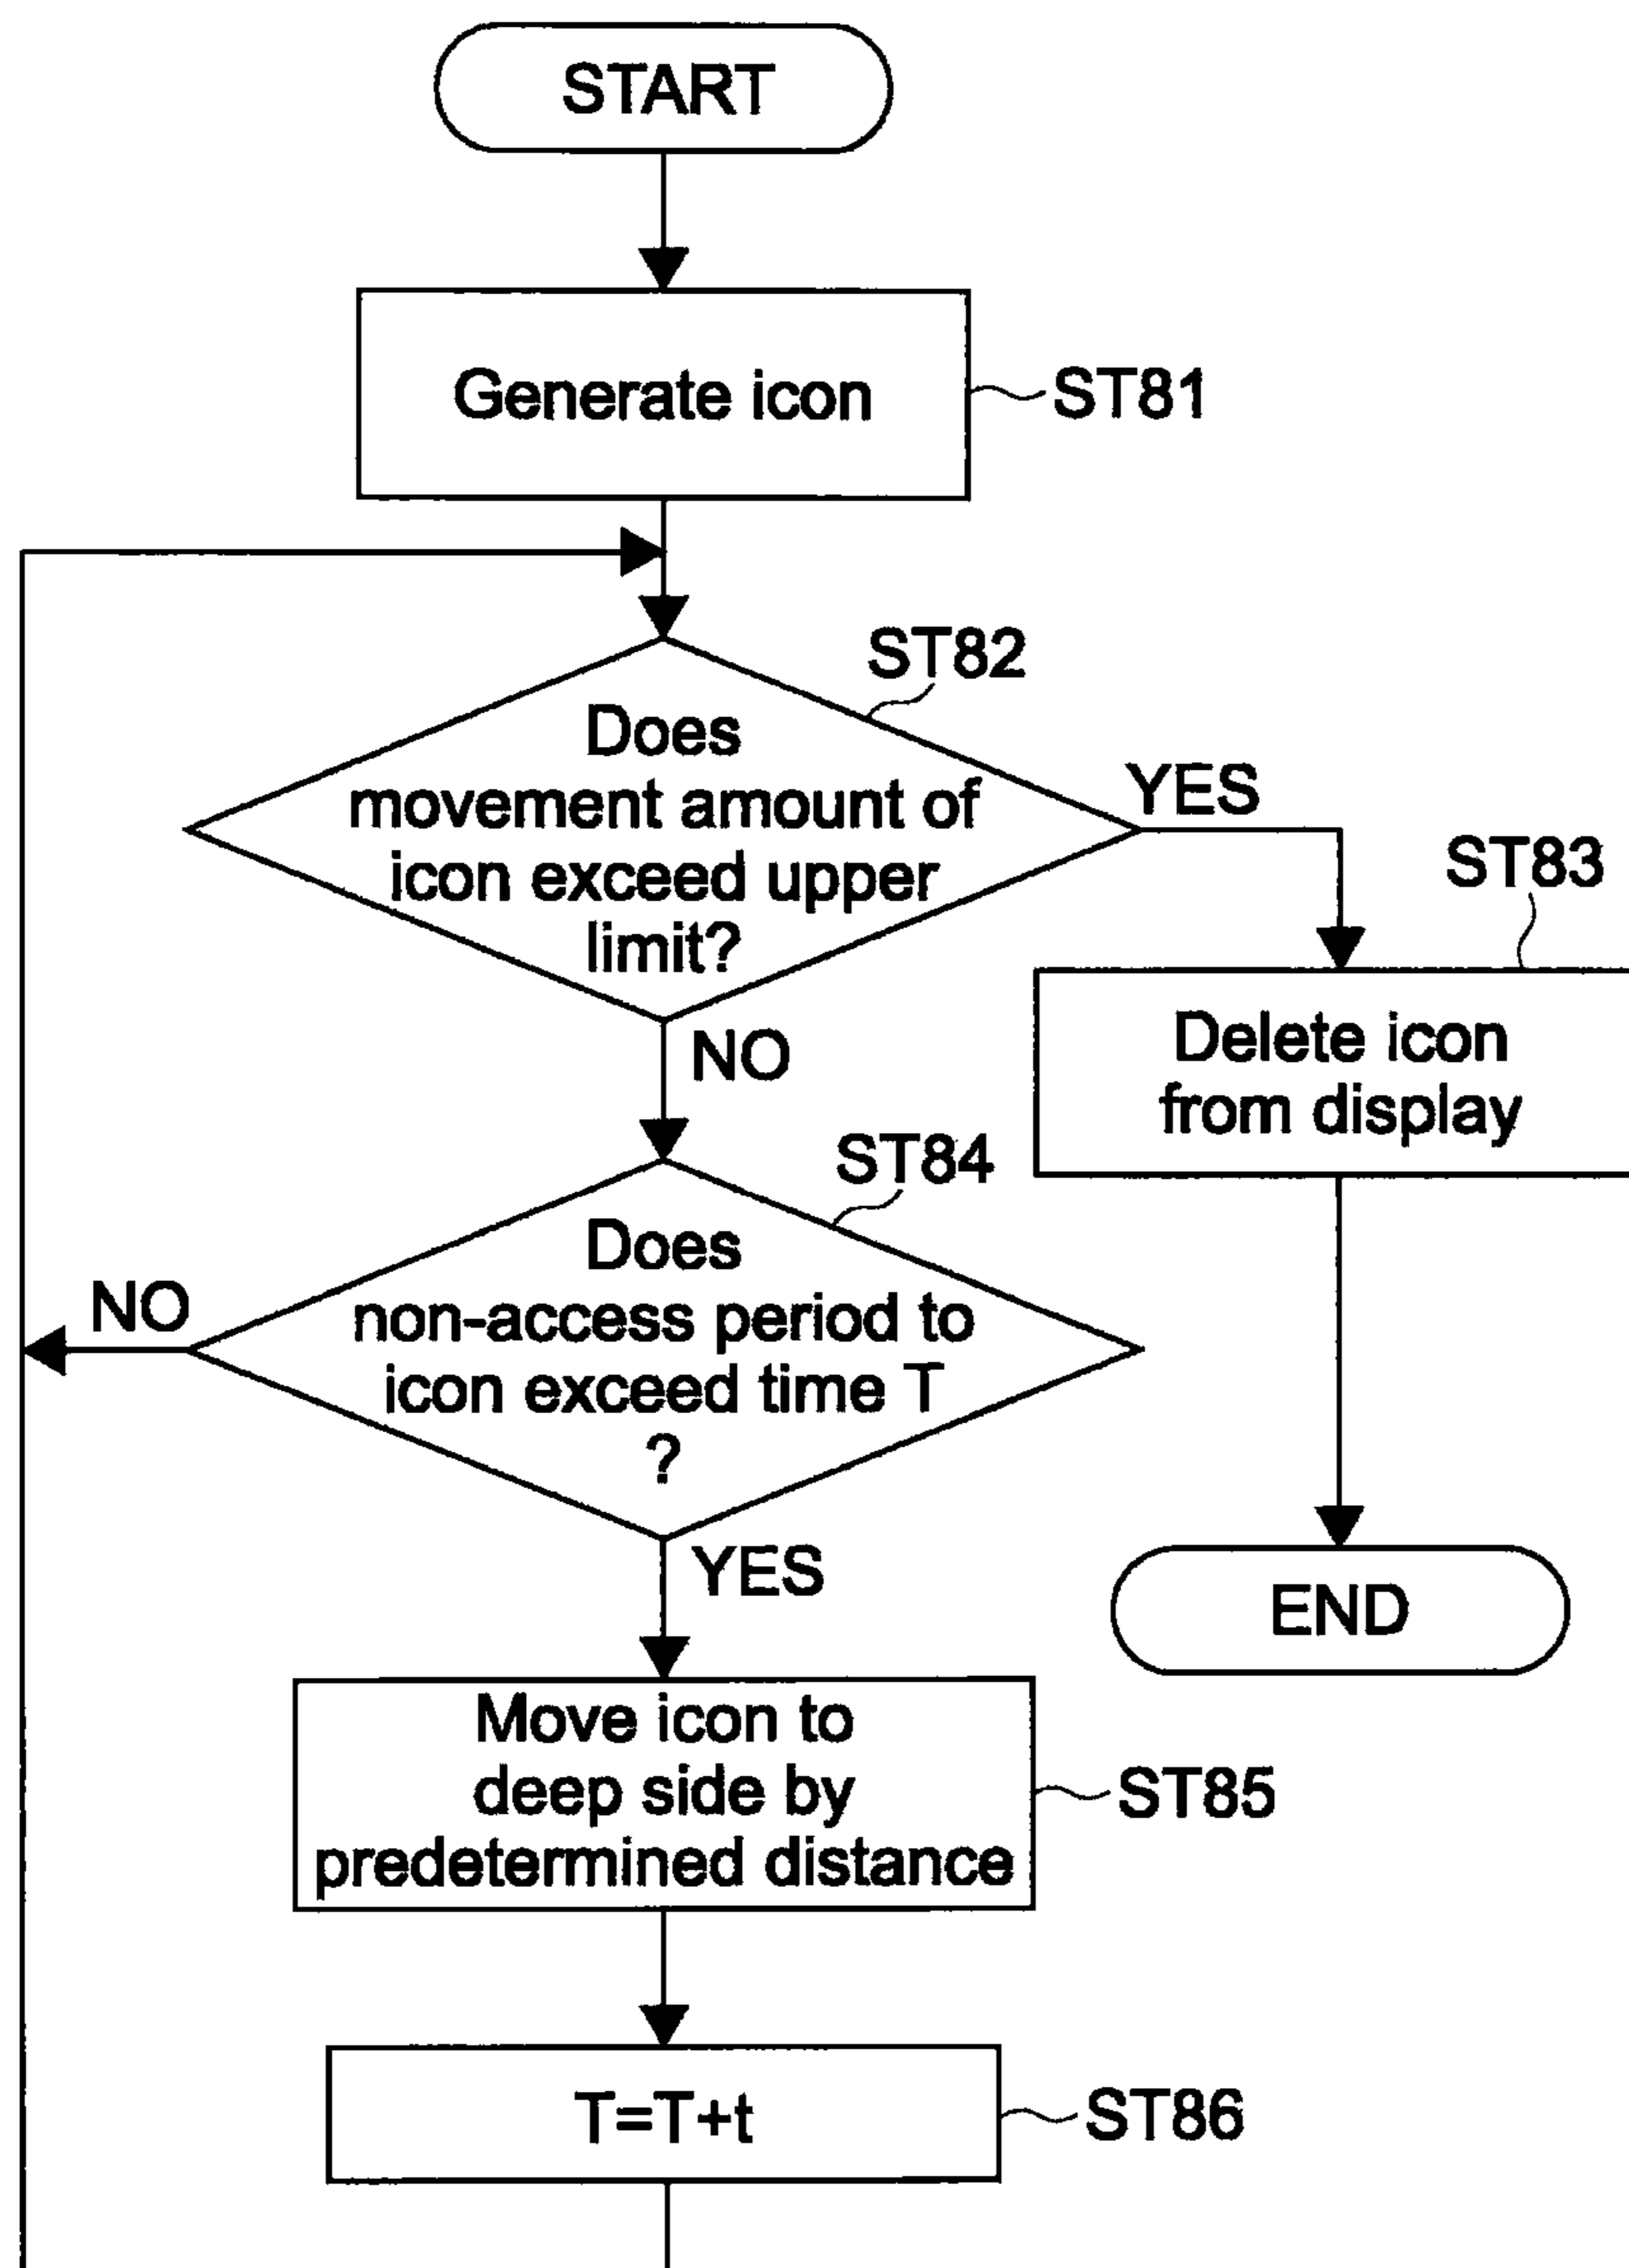 START
Generate icon
ST81
ST82
Does
movement amount of
icon exceed upper
limit?
YES
NO
ST83
Delete icon
from display
ST84
Does
non-access period to
icon exceed time T
?
NO
YES
END
Move icon to
deep side by
predetermined distance
ST85
T=T+t
ST86